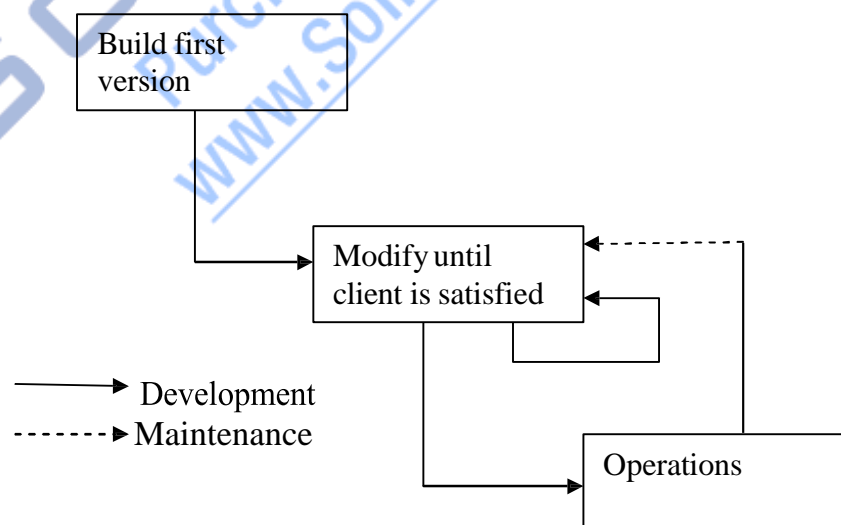 Build first
version
Modify until
client is satisfied
Development
Maintenance
Operations